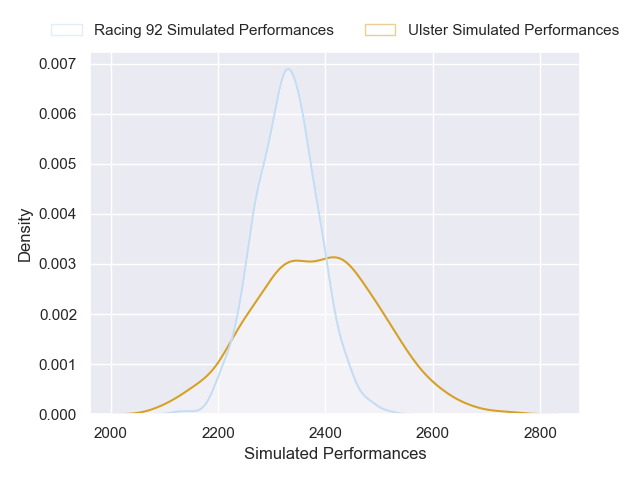 Racing 92 Simulated Performances
Ulster Simulated Performances
0.007
0.006
0.005
0.004
0.003
0.002
0.001
0.000
Density
2000 2200 2400 2600 2800
Simulated Performances